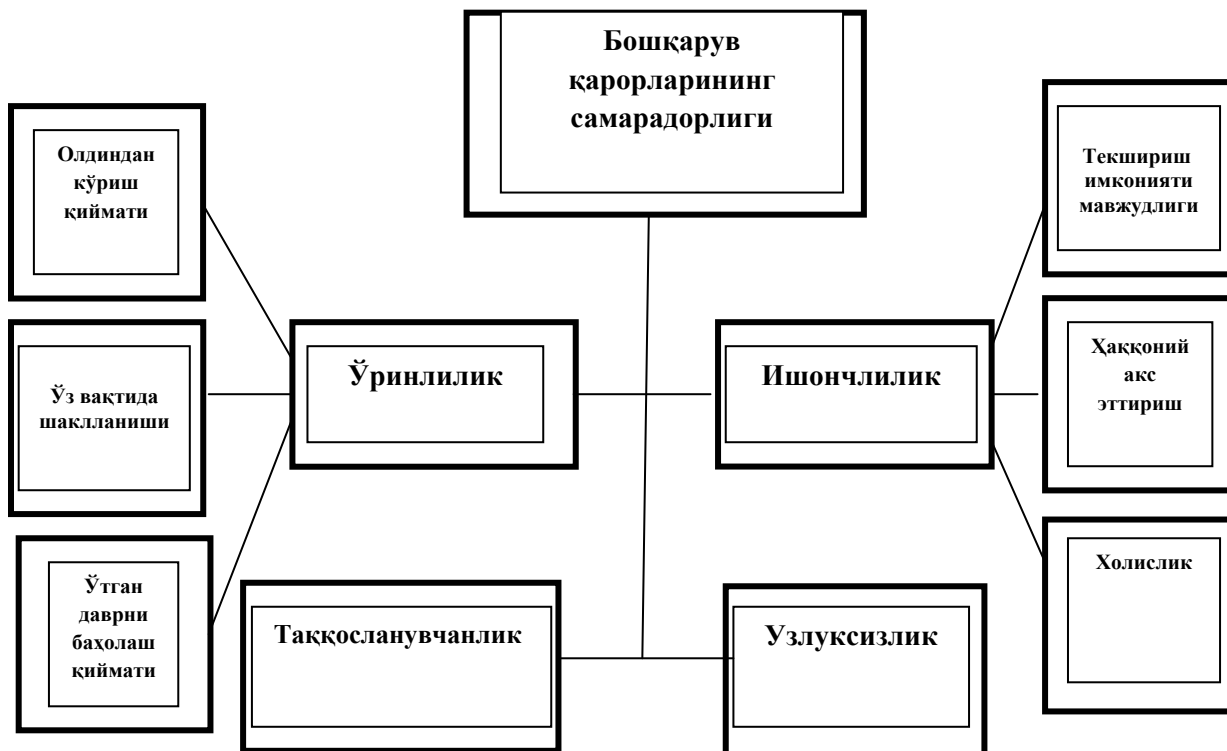 Бошқарув
қарорларининг
самарадорлиги
Олдиндан
кўриш
қиймати
Текшириш
имконияти
мавжудлиги
Ўринлилик
Ишончлилик
Ўз вақтида
шаклланиши
Ҳаққоний
акс
эттириш
Ўтган
даврни
баҳолаш
қиймати
Таққосланувчанлик
Узлуксизлик
Холислик